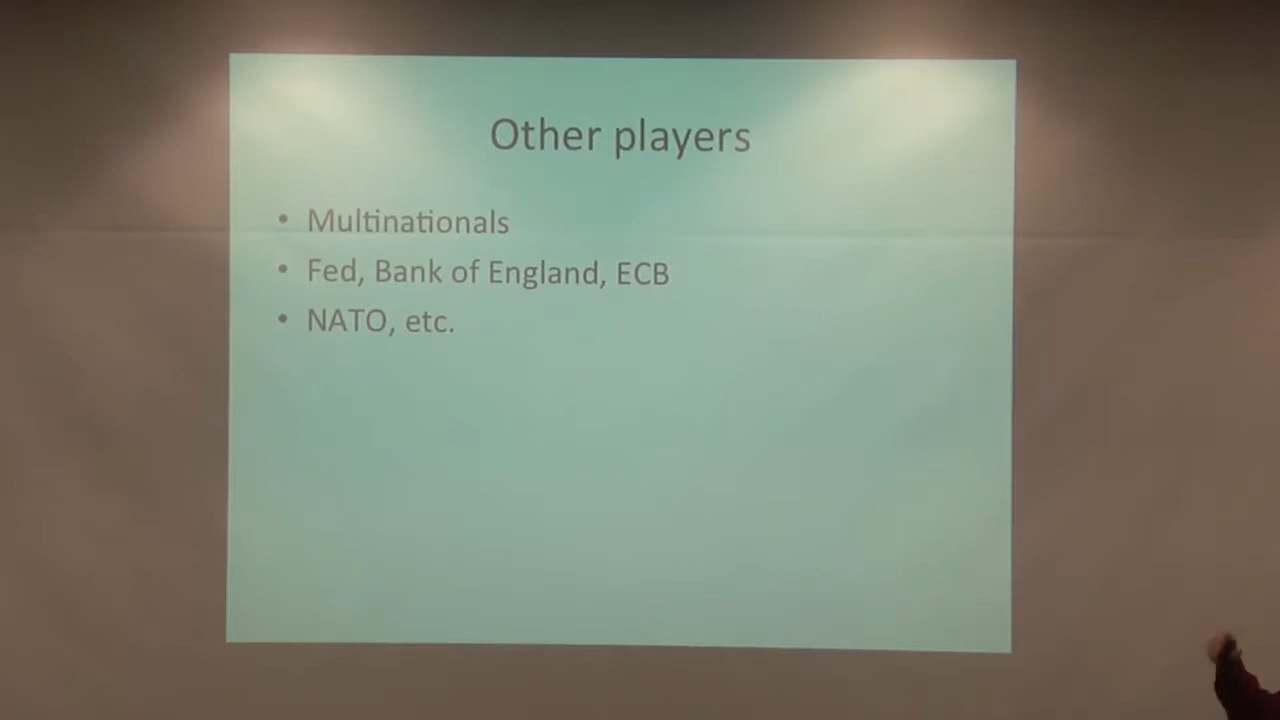 Other players
• Multinationals
• Fed, Bank of England, ECB
• NATO, etc.